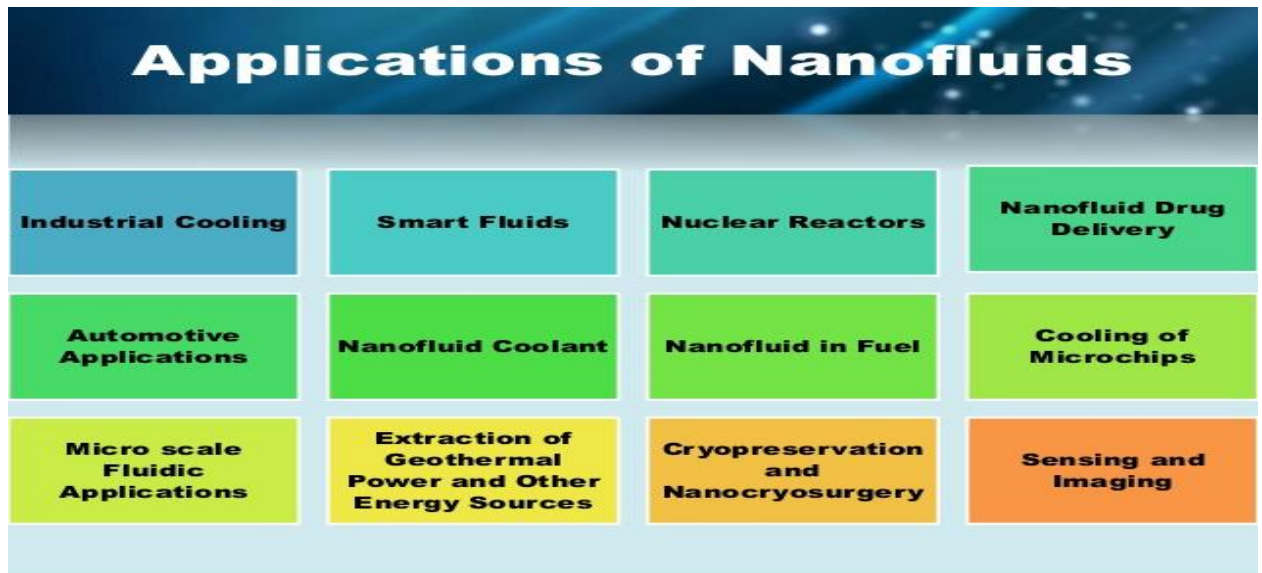 Applications of Nanofluids
Industrial Cooling
Smart Fluids
Nuclear Reactors
Nanofluid Drug
Delivery
Automotive
Applications
Nanofluid Coolant
Nanofluid in Fuel
Cooling of
Microchips
Micro scale
Fluidic
Applications
Extraction of
Geothermal
Power and Other
Energy Sources
Cryopreservation
and
Nanocryosurgery
Sensing and
Imaging